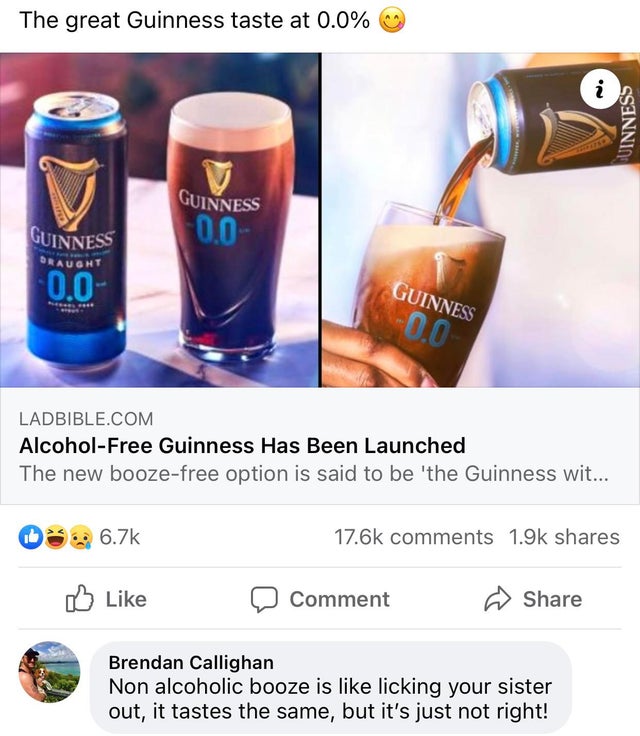 The great Guinness taste at 0.0% 😋
GUINNESS
DRAUGHT
0.0
GUINNESS
0.0
GUINNESS
GUINNESS
0.0
i
LADBIBLE.COM
Alcohol-Free Guinness Has Been Launched
The new booze-free option is said to be 'the Guinness wit...
6.7k 17.6k comments 1.9k shares
Like Comment Share
Brendan Callighan
Non alcoholic booze is like licking your sister
out, it tastes the same, but it's just not right!